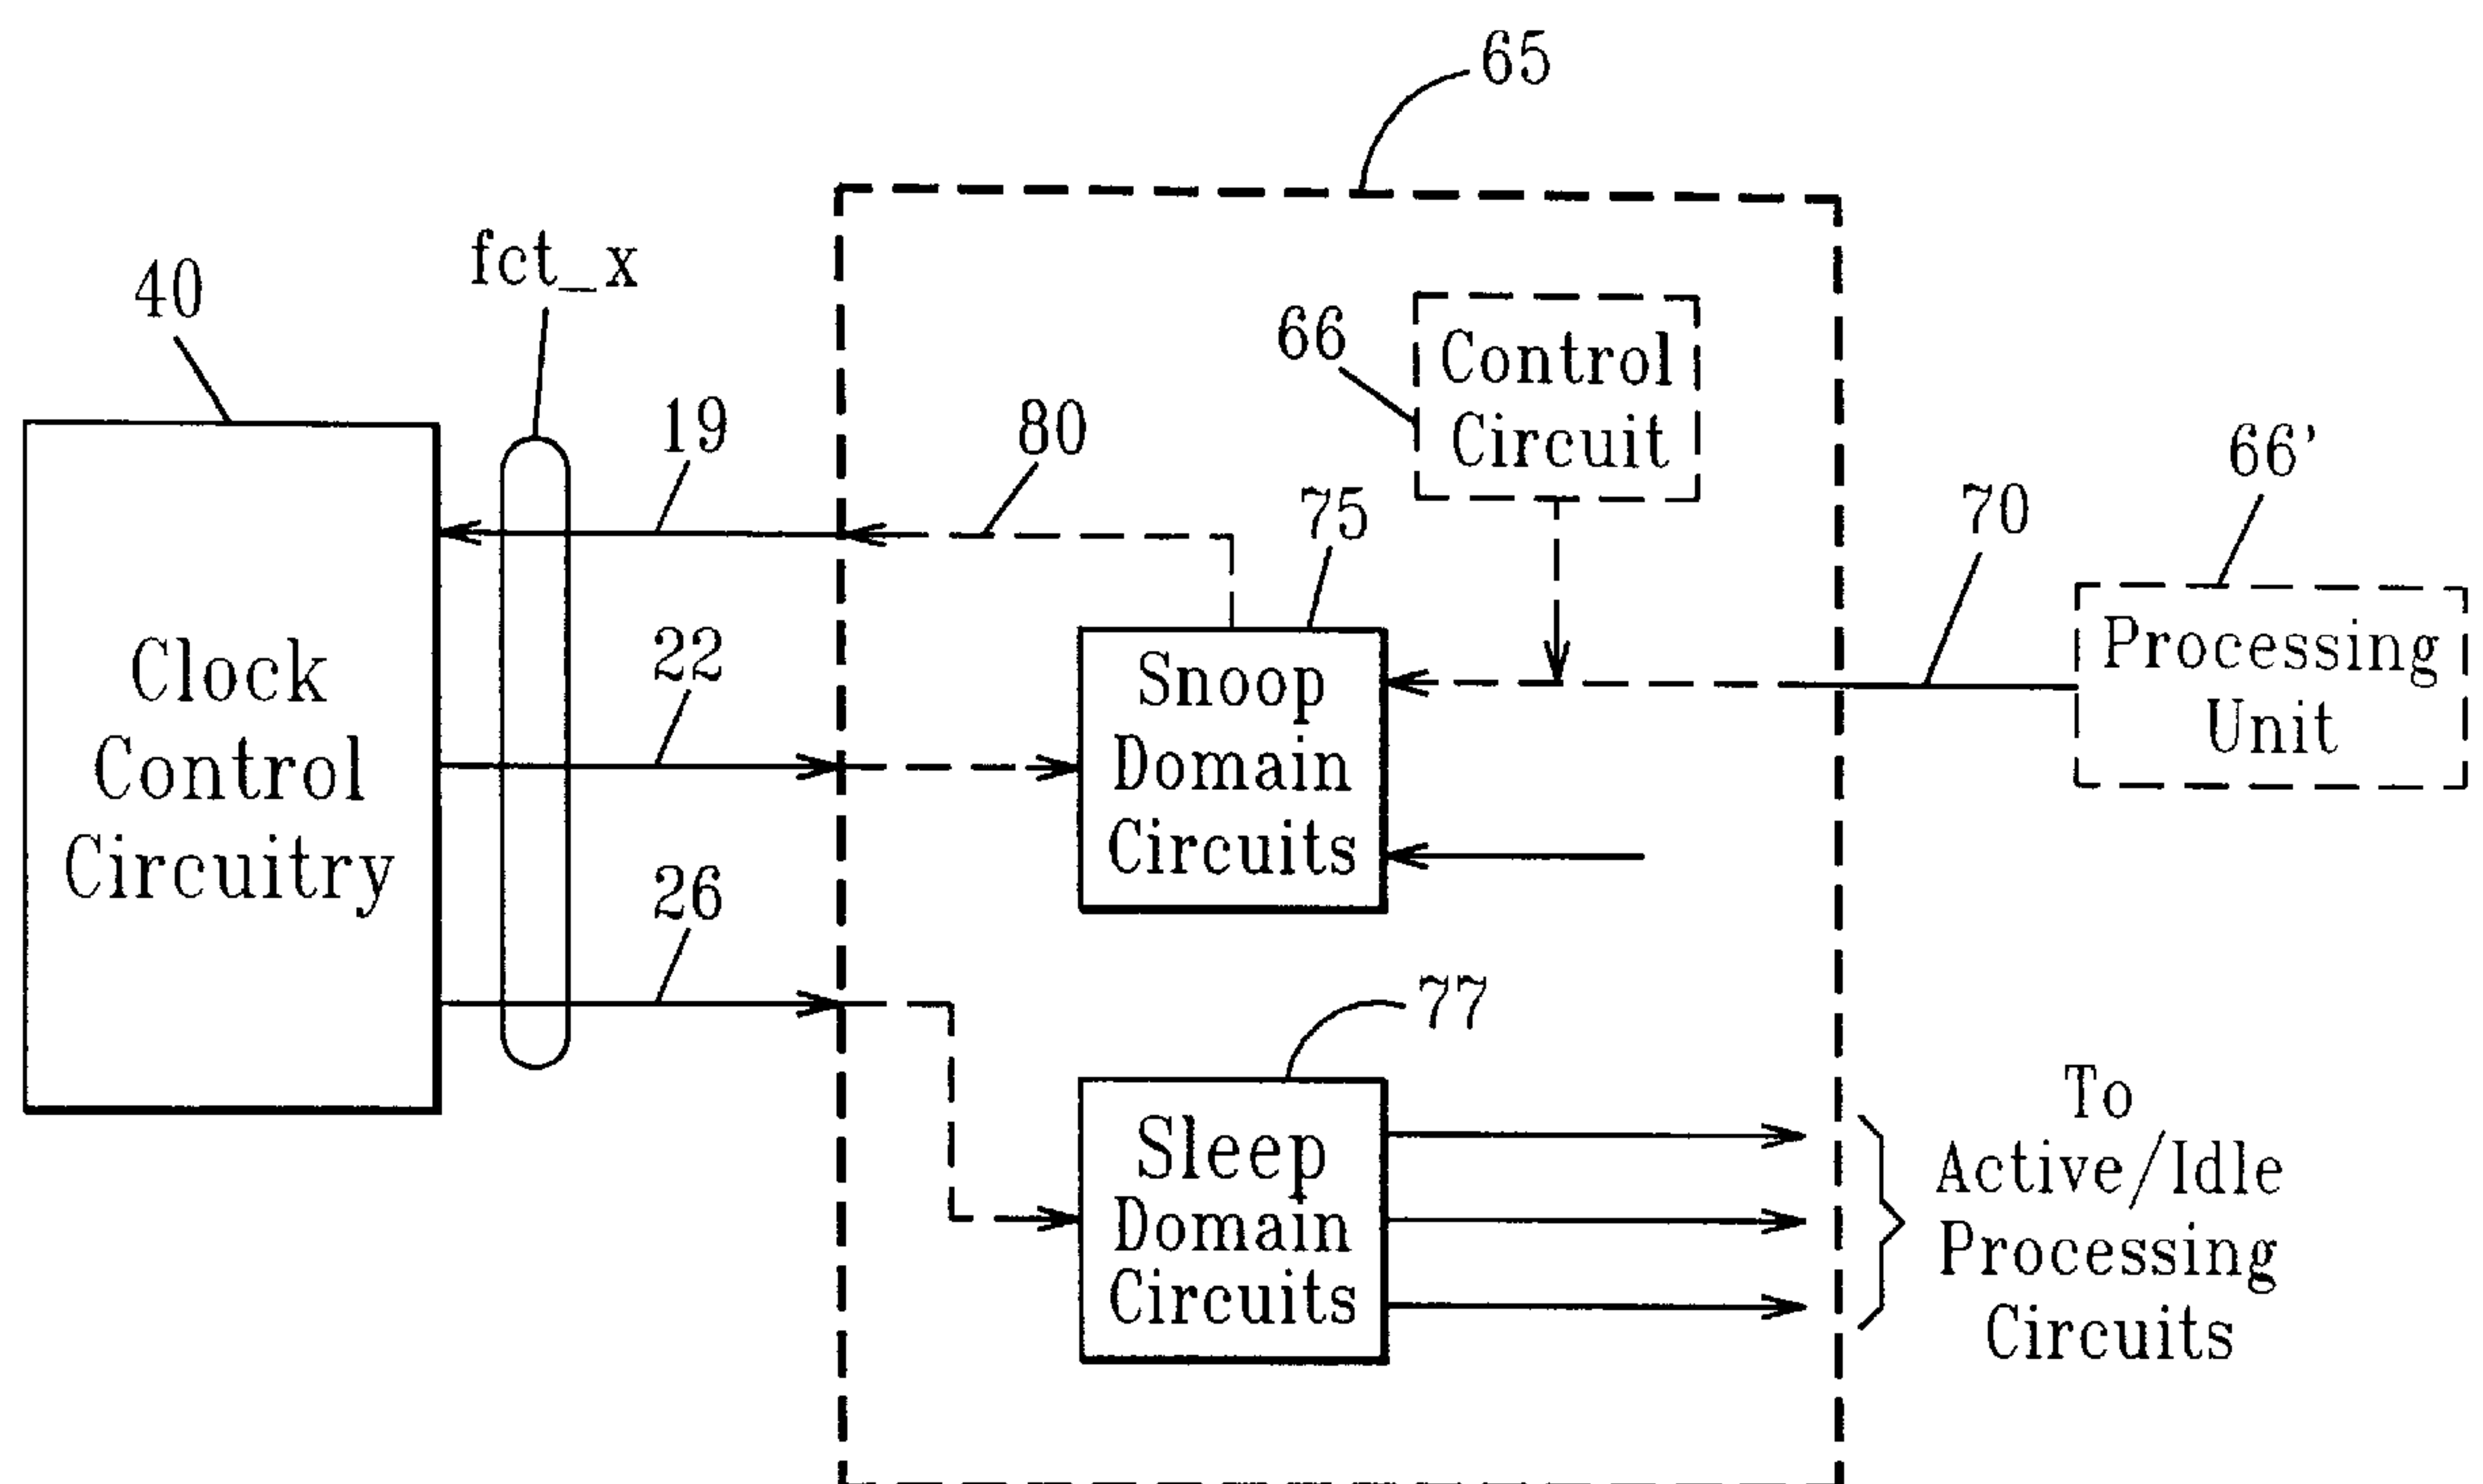 65
fct_x
40
66
Control
Circuit
19
80
75
66'
70
Processing
Unit
Clock
Control
Circuitry
22
Snoop
Domain
Circuits
26
77
Sleep
Domain
Circuits
To
Active/Idle
Processing
Circuits